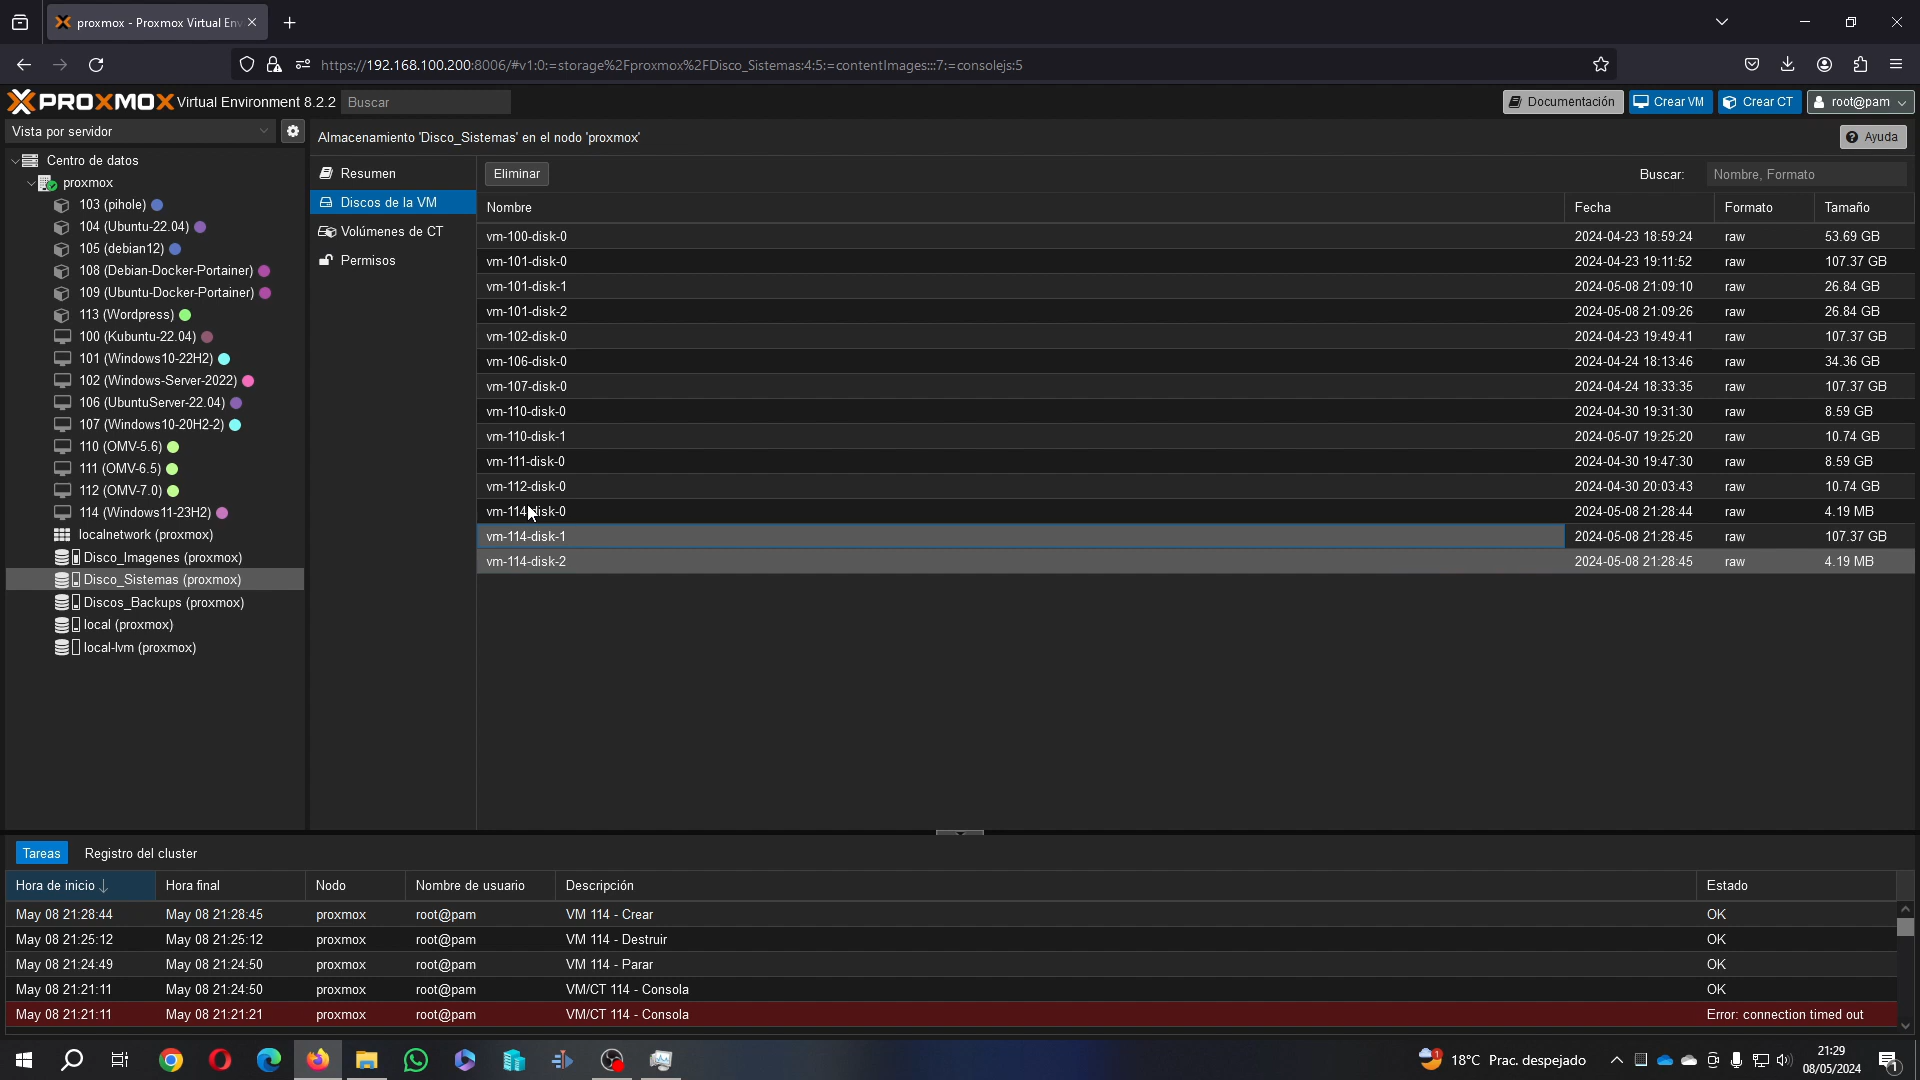 proxmox - Proxmox Virtual En
https://192.168.100.200:8006/#v1:0:=storage%2Fproxmox%2FDisco_Sistemas:4:5:=contentImages:::7:=consolejs:5
PROXMOX Virtual Environment 8.2.2 Buscar
Documentación Crear VM Crear CT root@pam
Vista por servidor
Almacenamiento 'Disco_Sistemas' en el nodo 'proxmox'
Ayuda
Centro de datos
proxmox
103 (pihole)
104 (Ubuntu-22.04)
105 (debian12)
108 (Debian-Docker-Portainer)
109 (Ubuntu-Docker-Portainer)
113 (Wordpress)
100 (Kubuntu-22.04)
101 (Windows10-22H2)
102 (Windows-Server-2022)
106 (UbuntuServer-22.04)
107 (Windows10-20H2-2)
110 (OMV-5.6)
111 (OMV-6.5)
112 (OMV-7.0)
114 (Windows11-23H2)
localnetwork (proxmox)
Disco_Imagenes (proxmox)
Disco_Sistemas (proxmox)
Discos_Backups (proxmox)
local (proxmox)
local-lvm (proxmox)
Resumen
Discos de la VM
Volúmenes de CT
Permisos
Eliminar
Buscar: Nombre, Formato
Nombre Fecha Formato Tamaño
vm-100-disk-0 2024-04-23 18:59:24 raw 53.69 GB
vm-101-disk-0 2024-04-23 19:11:52 raw 107.37 GB
vm-101-disk-1 2024-05-08 21:09:10 raw 26.84 GB
vm-101-disk-2 2024-05-08 21:09:26 raw 26.84 GB
vm-102-disk-0 2024-04-23 19:49:41 raw 107.37 GB
vm-106-disk-0 2024-04-24 18:13:46 raw 34.36 GB
vm-107-disk-0 2024-04-24 18:33:35 raw 107.37 GB
vm-110-disk-0 2024-04-30 19:31:30 raw 8.59 GB
vm-110-disk-1 2024-05-07 19:25:20 raw 10.74 GB
vm-111-disk-0 2024-04-30 19:47:30 raw 8.59 GB
vm-112-disk-0 2024-04-30 20:03:43 raw 10.74 GB
vm-114-disk-0 2024-05-08 21:28:44 raw 4.19 MB
vm-114-disk-1 2024-05-08 21:28:45 raw 107.37 GB
vm-114-disk-2 2024-05-08 21:28:45 raw 4.19 MB
Tareas Registro del cluster
Hora de inicio Hora final Nodo Nombre de usuario Descripción Estado
May 08 21:28:44 May 08 21:28:45 proxmox root@pam VM 114 - Crear OK
May 08 21:25:12 May 08 21:25:12 proxmox root@pam VM 114 - Destruir OK
May 08 21:24:49 May 08 21:24:50 proxmox root@pam VM 114 - Parar OK
May 08 21:21:11 May 08 21:24:50 proxmox root@pam VM/CT 114 - Consola OK
May 08 21:21:11 May 08 21:21:21 proxmox root@pam VM/CT 114 - Consola Error: connection timed out
1 18°C Prac. despejado
21:29
08/05/2024
1